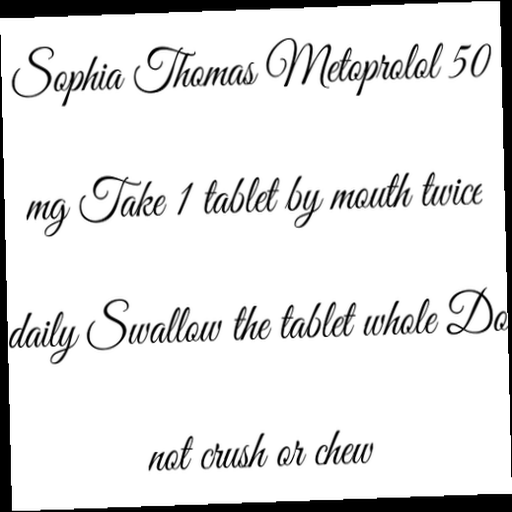 Sophia Thomas Metoprolol 50
mg Take 1 tablet by mouth twice
daily Swallow the tablet whole Do
not crush or chew